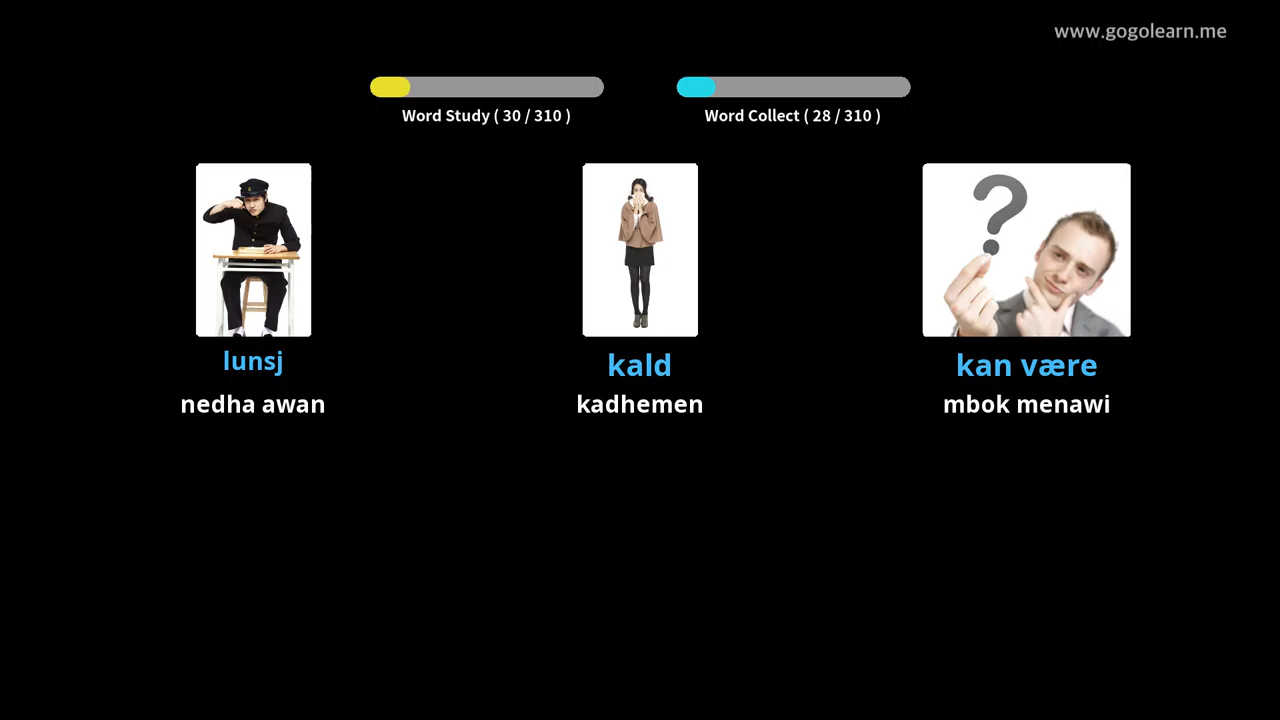 www.gogolearn.me
Word Study ( 30 / 310 )
Word Collect ( 28 / 310 )
lunsj
kald
kan være
nedha awan
kadhemen
mbok menawi